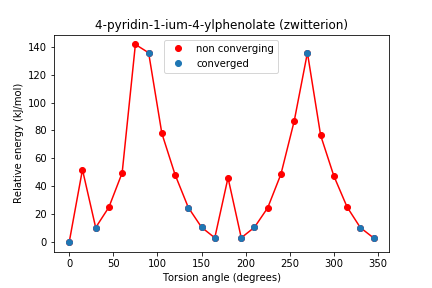 4-pyridin-1-ium-4-ylphenolate (zwitterion)
non converging
converged
Relative energy (kJ/mol)
140
120
100
80
60
40
20
0
0 50 100 150 200 250 300 350
Torsion angle (degrees)